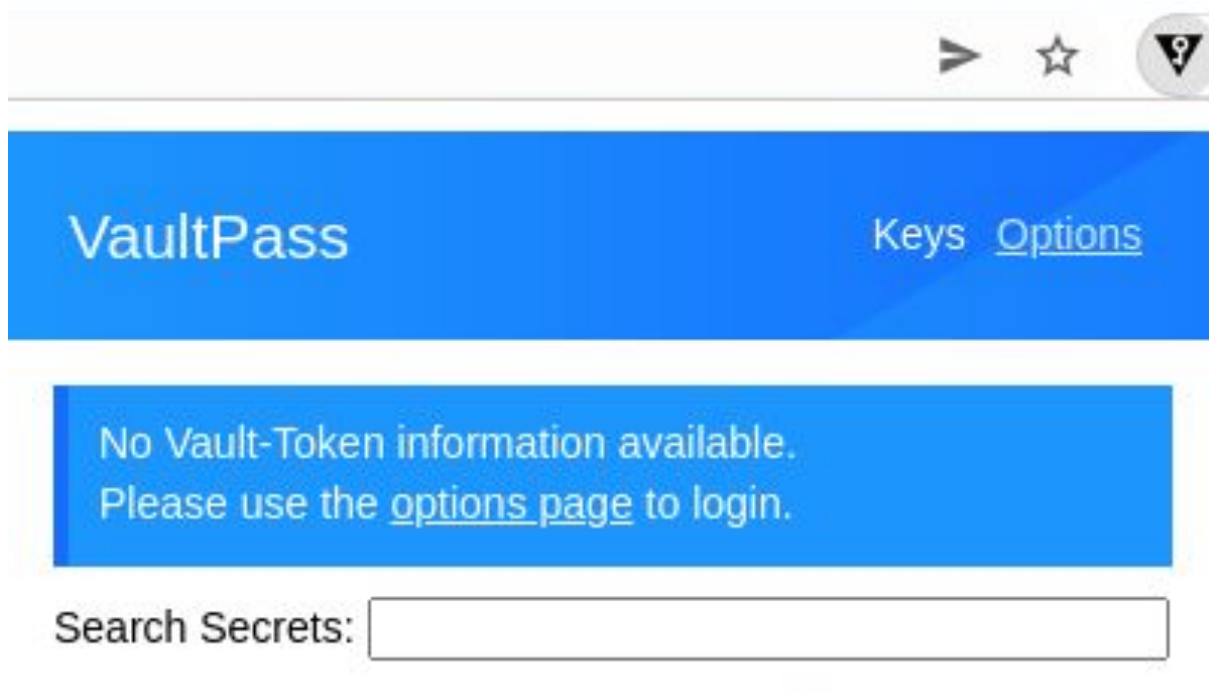 VaultPass
Keys Options
No Vault-Token information available.
Please use the options page to login.
Search Secrets: